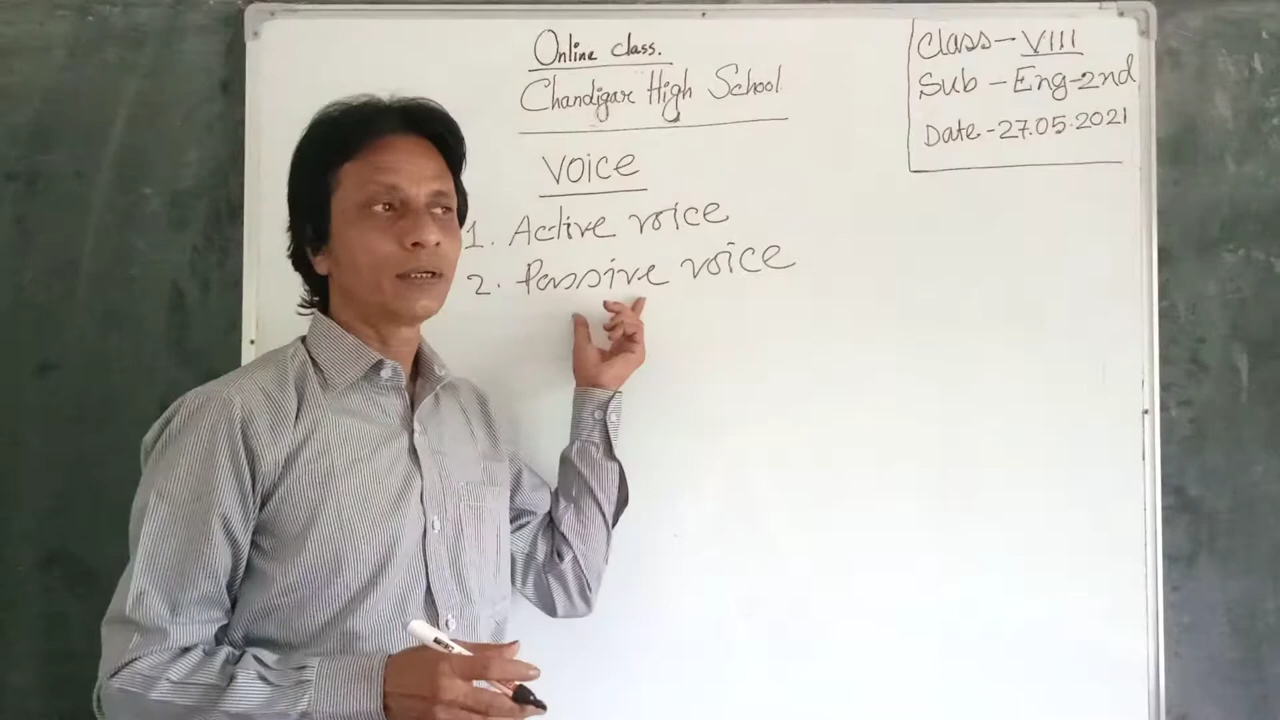 Online class.
Chandigar High School
Voice
1. Active voice
2. Passive voice
Class-VIII
Sub-Eng-2nd
Date-27.05.2021